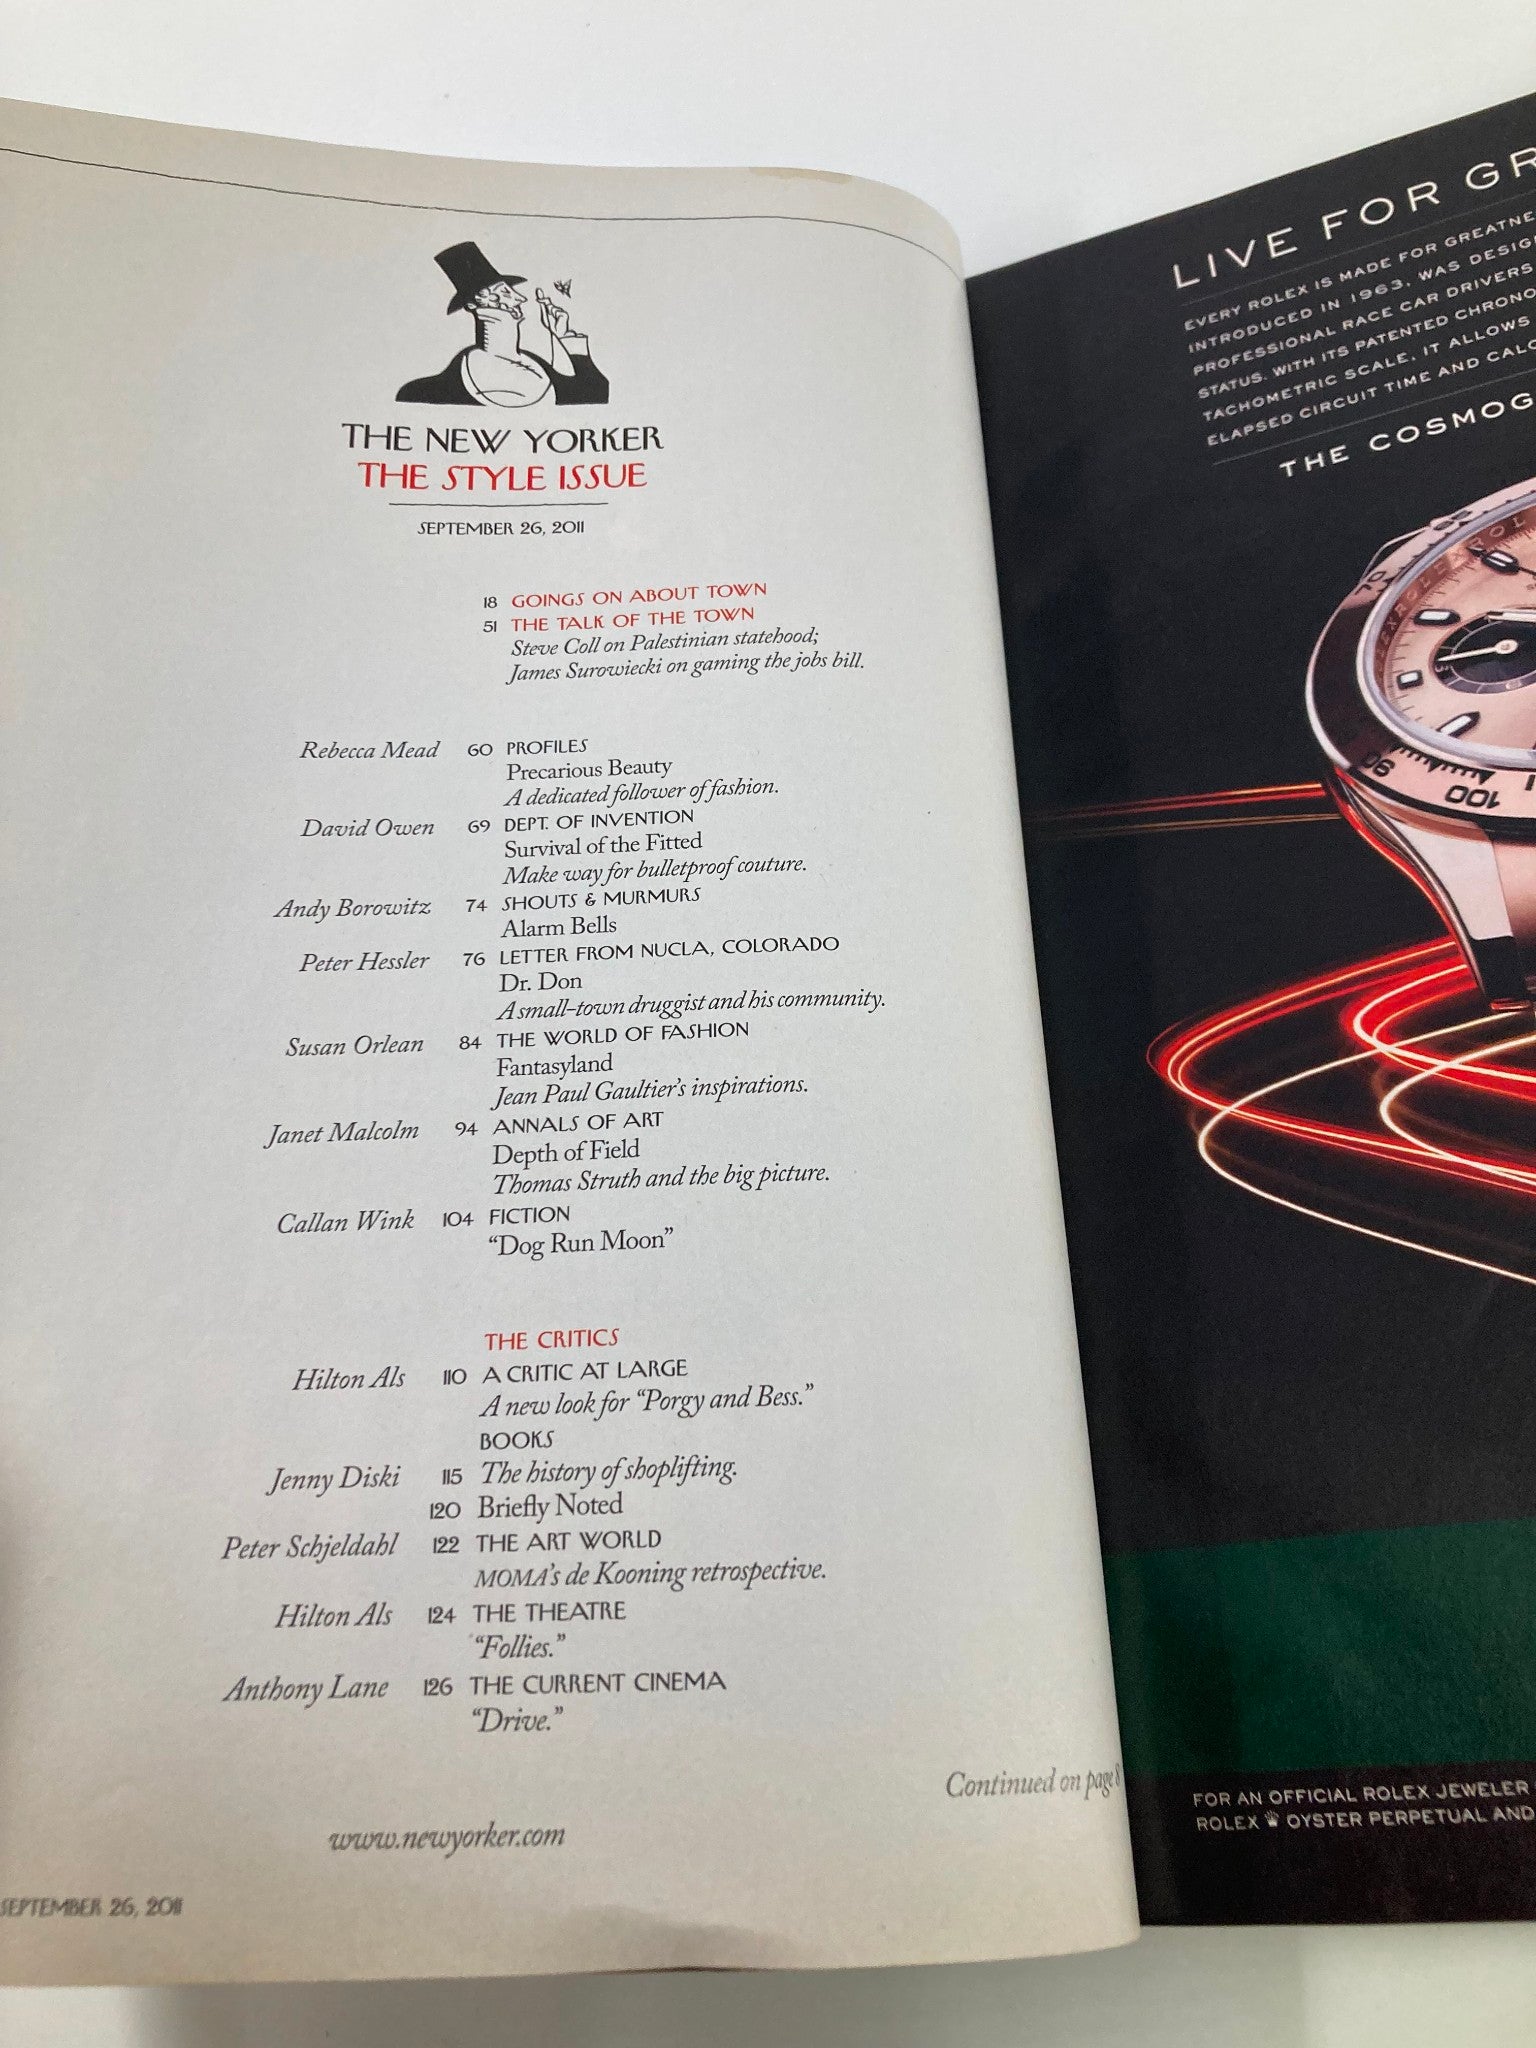 THE NEW YORKER
THE STYLE ISSUE
SEPTEMBER 26, 2011
18 GOINGS ON ABOUT TOWN
51 THE TALK OF THE TOWN
Steve Coll on Palestinian statehood;
James Surowiecki on gaming the jobs bill.
Rebecca Mead 60 PROFILES
Precarious Beauty
A dedicated follower of fashion.
David Owen 69 DEPT. OF INVENTION
Survival of the Fitted
Make way for bulletproof couture.
Andy Borowitz 74 SHOUTS & MURMURS
Alarm Bells
Peter Hessler 76 LETTER FROM NUCLA, COLORADO
Dr. Don
A small-town druggist and his community.
Susan Orlean 84 THE WORLD OF FASHION
Fantasyland
Jean Paul Gaultier's inspirations.
Janet Malcolm 94 ANNALS OF ART
Depth of Field
Thomas Struth and the big picture.
Callan Wink 104 FICTION
“Dog Run Moon”
THE CRITICS
Hilton Als 110 A CRITIC AT LARGE
A new look for “Porgy and Bess.”
BOOKS
Jenny Diski 115 The history of shoplifting.
120 Briefly Noted
Peter Schjeldahl 122 THE ART WORLD
MOMA's de Kooning retrospective.
Hilton Als 124 THE THEATRE
“Follies.”
Anthony Lane 126 THE CURRENT CINEMA
“Drive.”
Continued on page 8
www.newyorker.com
SEPTEMBER 26, 2011
LIVE FOR GR
EVERY ROLEX IS MADE FOR GREATNE
INTRODUCED IN 1963, WAS DESIG
PROFESSIONAL RACE CAR DRIVERS
STATUS. WITH ITS PATENTED CHRONO
TACHOMETRIC SCALE, IT ALLOWS
ELAPSED CIRCUIT TIME AND CALC
THE COSMOG
100
FOR AN OFFICIAL ROLEX JEWELER
ROLEX OYSTER PERPETUAL AND